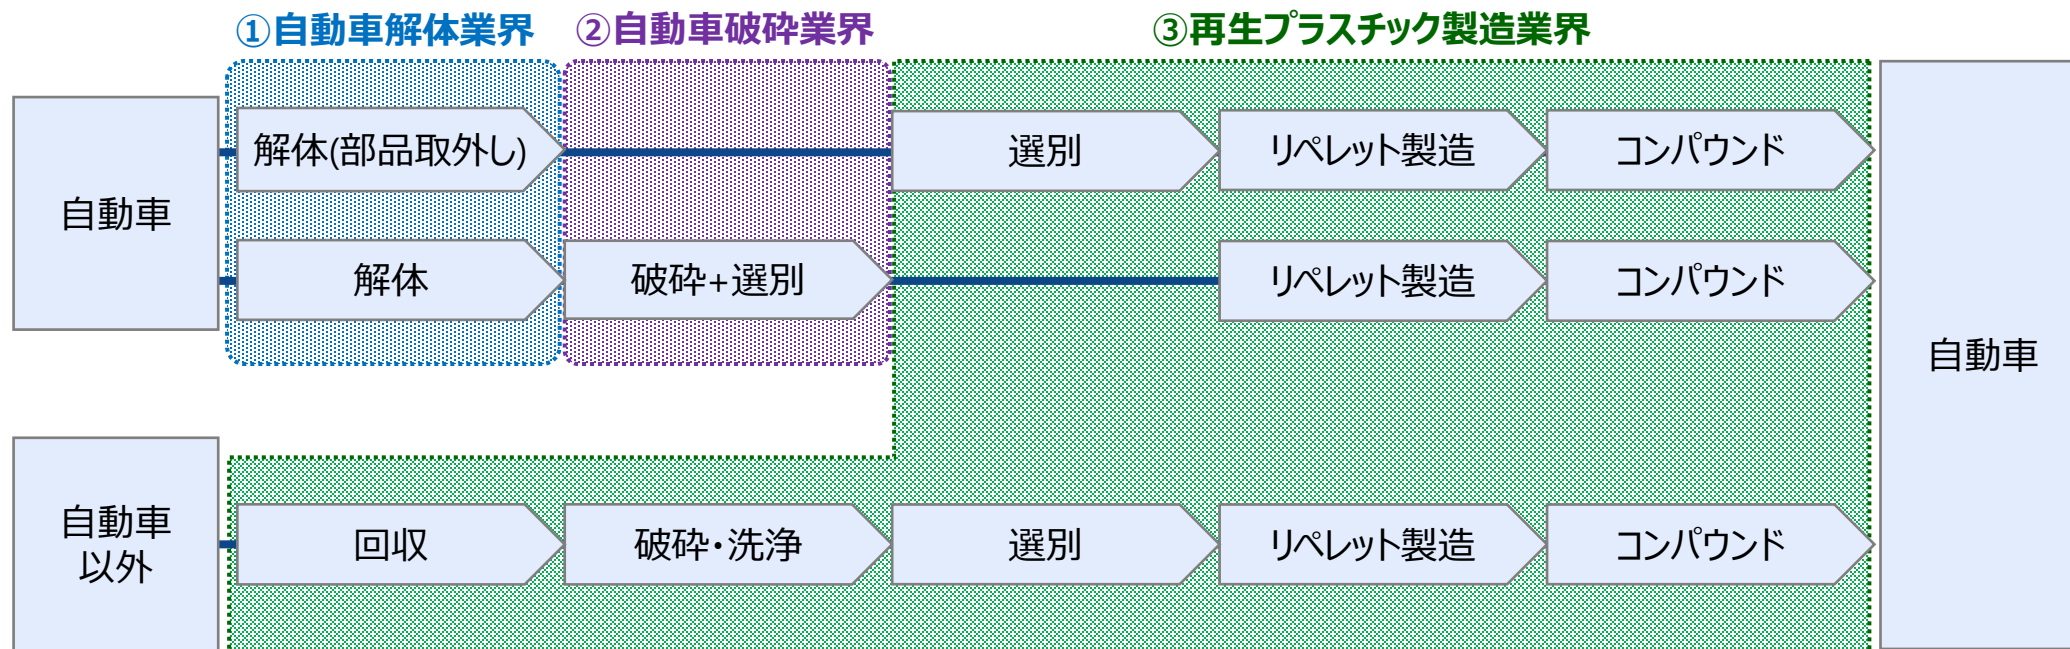 ①自動車解体業界
②自動車破砕業界
③再生プラスチック製造業界
自動車
解体(部品取外し)
選別
リペレット製造
コンパウンド
解体
破砕+選別
リペレット製造
コンパウンド
自動車
以外
回収
破砕・洗浄
選別
リペレット製造
コンパウンド
自動車